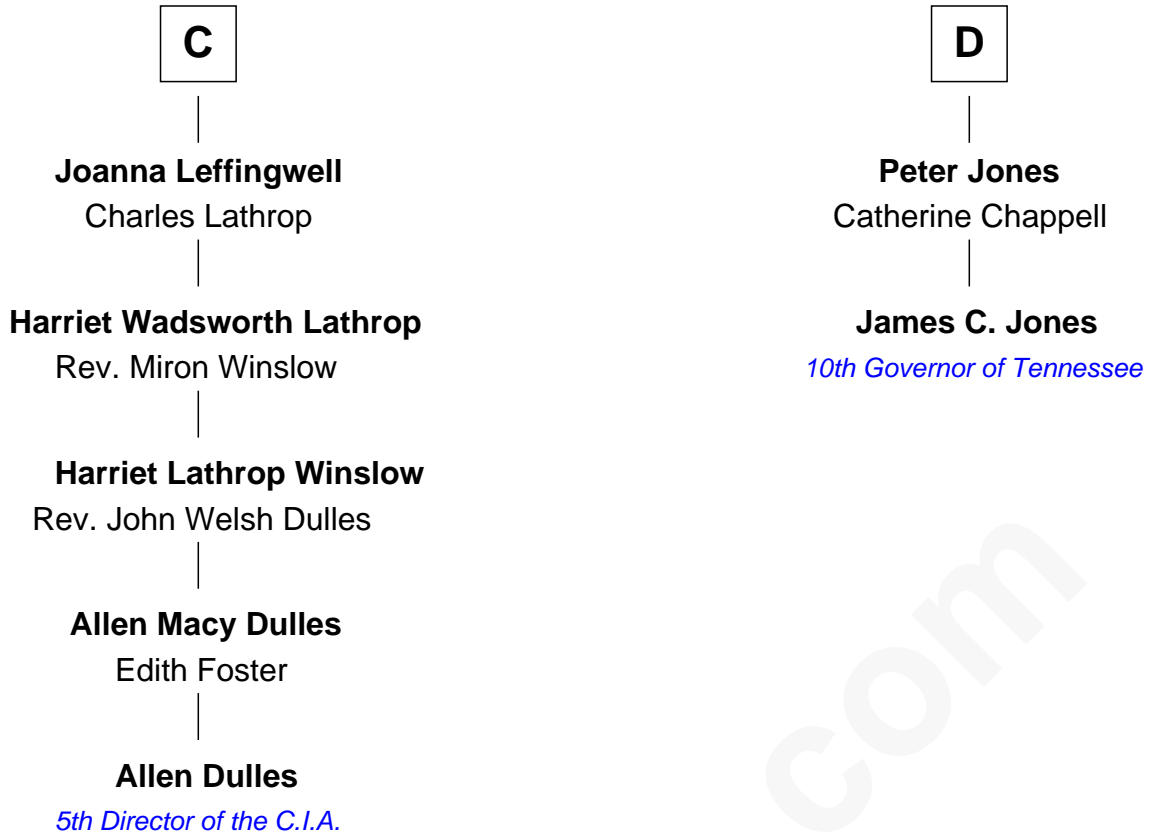 C
Joanna Leffingwell
Charles Lathrop
Harriet Wadsworth Lathrop
Rev. Miron Winslow
Harriet Lathrop Winslow
Rev. John Welsh Dulles
Allen Macy Dulles
Edith Foster
Allen Dulles
5th Director of the C.I.A.
D
Peter Jones
Catherine Chappell
James C. Jones
10th Governor of Tennessee
com